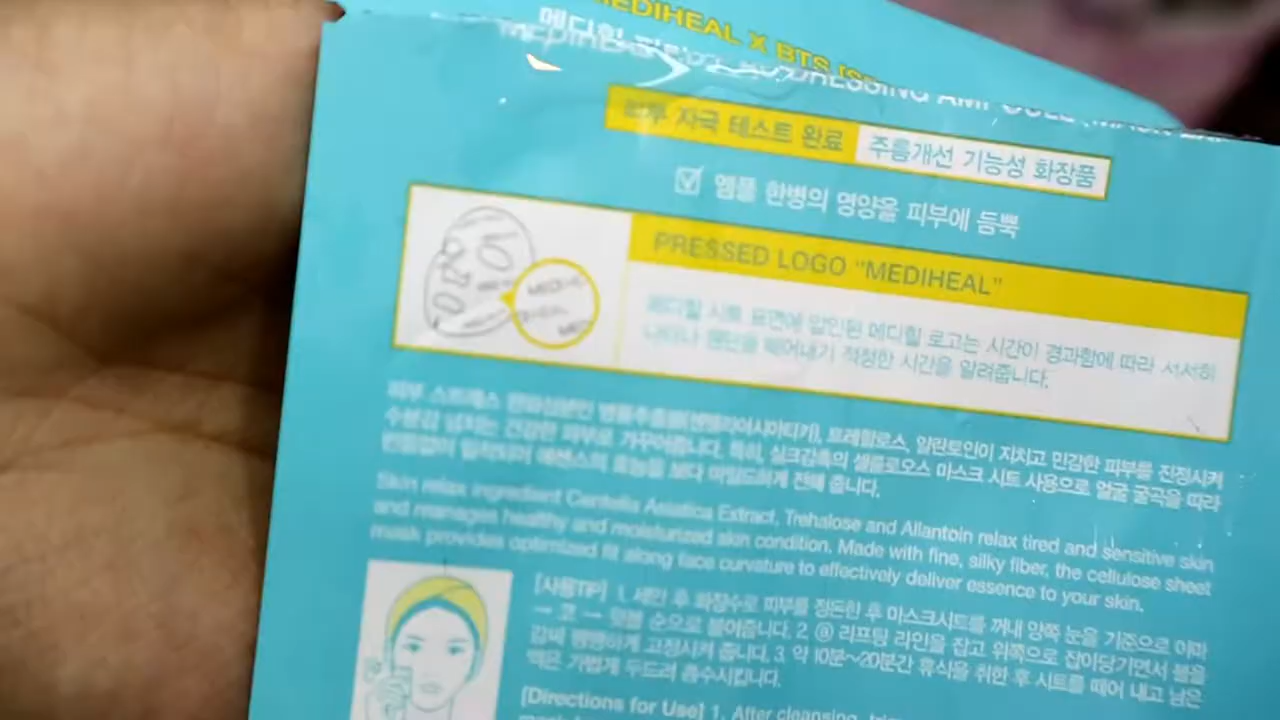 MEDIHEAL X BTS
DRESSING AMPOULE
피부 자극 테스트 완료 주름개선 기능성 화장품
앰플 한병의 영양을 피부에 듬뿍
PRESSED LOGO "MEDIHEAL"
메디힐 시트 표면에 압인된 메디힐 로고는 시간이 경과함에 따라 서서히
나타나 팩을 떼어내기 적정한 시간을 알려줍니다.
피부 스트레스 병풀추출물(센텔라아시아티카), 트레할로스, 알란토인이 지치고 민감한 피부를 진정시켜
수분감 넘치는 건강한 피부로 가꾸어줍니다. 특히, 실크감촉의 셀룰로오스 마스크 시트 사용으로 얼굴 굴곡을 따라
빈틈없이 밀착되어 에센스의 효능을 보다 마일드하게 전해 줍니다.
Skin relax ingredient Centella Asiatica Extract, Trehalose and Allantoin relax tired and sensitive skin
and manages healthy and moisturized skin condition. Made with fine, silky fiber, the cellulose sheet
mask provides optimized fit along face curvature to effectively deliver essence to your skin.
[사용TIP] 1. 세안 후 화장수로 피부를 정돈한 후 마스크시트를 꺼내 양쪽 눈을 기준으로 이마
→ 코 → 턱 순으로 붙여줍니다. 2. ⓐ 리프팅 라인을 잡고 위쪽으로 잡아당기면서 볼을
감싸 팽팽하게 고정시켜 줍니다. 3. 약 10분~20분간 휴식을 취한 후 시트를 떼어 내고 남은
액은 가볍게 두드려 흡수시킵니다.
[Directions for Use] 1. After cleansing,